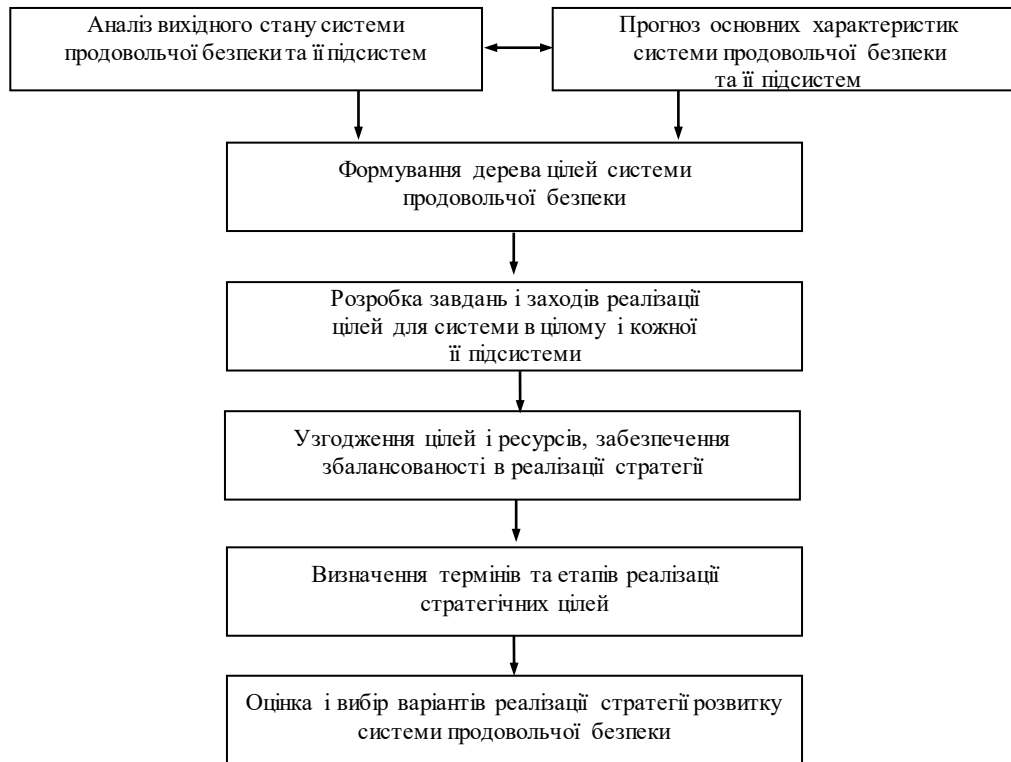 Аналіз вихідного стану системи
продовольчої безпеки та її підсистем
Прогноз основних характеристик
системи продовольчої безпеки
та її підсистем
Формування дерева цілей системи
продовольчої безпеки
Розробка завдань і заходів реалізації
цілей для системи в цілому і кожної
її підсистеми
Узгодження цілей і ресурсів, забезпечення
збалансованості в реалізації стратегії
Визначення термінів та етапів реалізації
стратегічних цілей
Оцінка і вибір варіантів реалізації стратегії розвитку
системи продовольчої безпеки